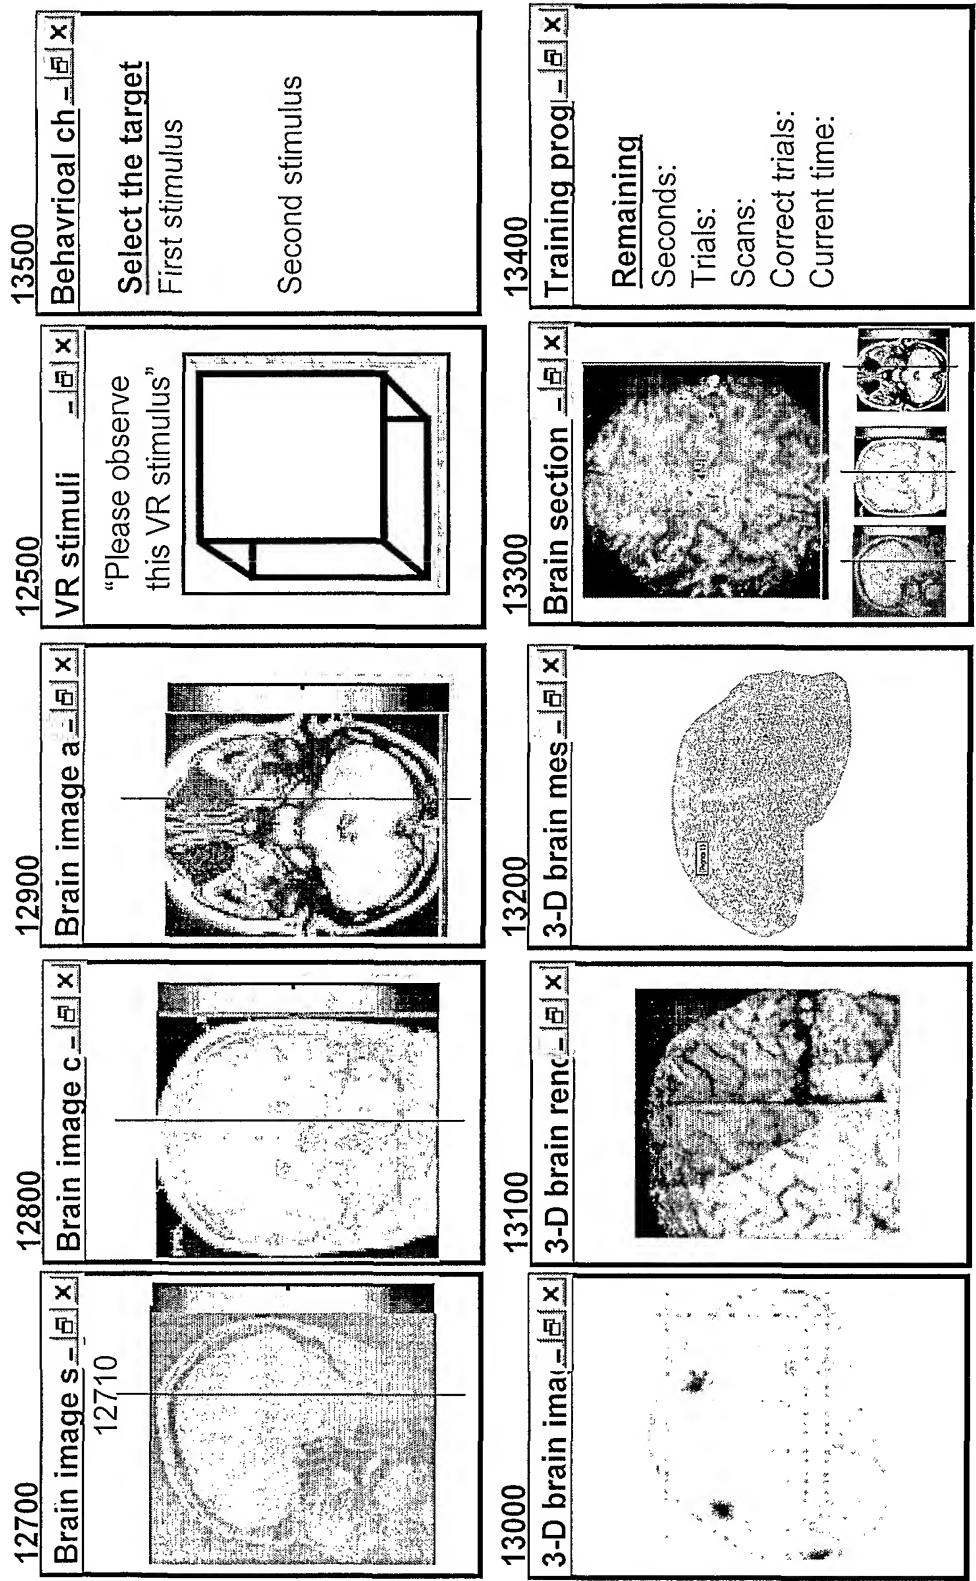 12700
Brain image s
12710
12800
Brain image c
12900
Brain image a
12500
VR stimuli
“Please observe
this VR stimulus”
13500
Behavrioal ch
Select the target
First stimulus
Second stimulus
13000
3-D brain imag
13100
3-D brain rend
13200
3-D brain mes
13300
Brain section
13400
Training prog
Remaining
Seconds:
Trials:
Scans:
Correct trials:
Current time: